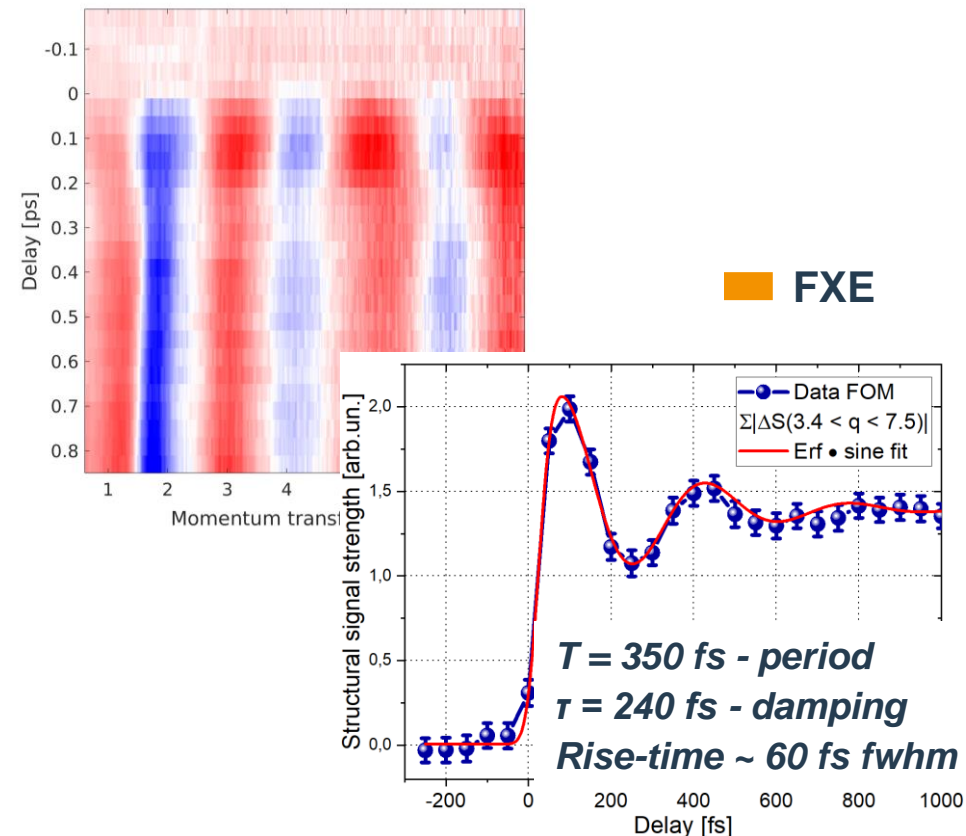 -0.1
0
0.1
0.2
0.3
0.4
0.5
0.6
0.7
0.8
Delay [ps]
1 2 3 4
Momentum transf
FXE
2,0
1,5
1,0
0,5
0,0
Structural signal strength [arb.un.]
Data FOM
Σ|ΔS(3.4 < q < 7.5)|
Erf • sine fit
T = 350 fs - period
τ = 240 fs - damping
Rise-time ~ 60 fs fwhm
-200 0 200 400 600 800 1000
Delay [fs]